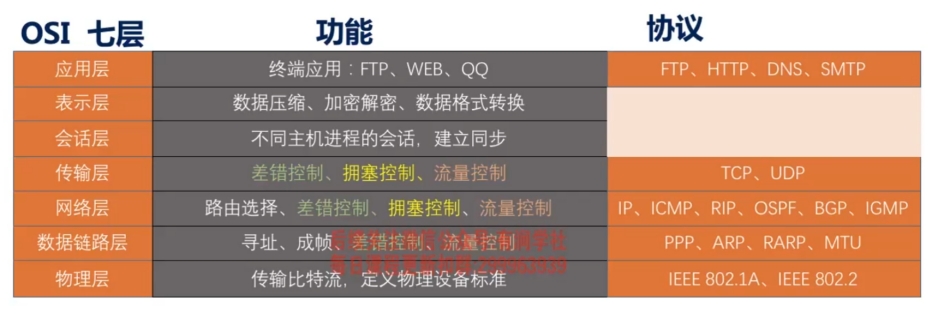 OSI 七层 功能 协议
应用层 终端应用：FTP、WEB、QQ FTP、HTTP、DNS、SMTP
表示层 数据压缩、加密解密、数据格式转换
会话层 不同主机进程的会话，建立同步
传输层 差错控制、拥塞控制、流量控制 TCP、UDP
网络层 路由选择、差错控制、拥塞控制、流量控制 IP、ICMP、RIP、OSPF、BGP、IGMP
数据链路层 寻址、成帧、差错控制、流量控制 PPP、ARP、RARP、MTU
物理层 传输比特流，定义物理设备标准 IEEE 802.1A、IEEE 802.2